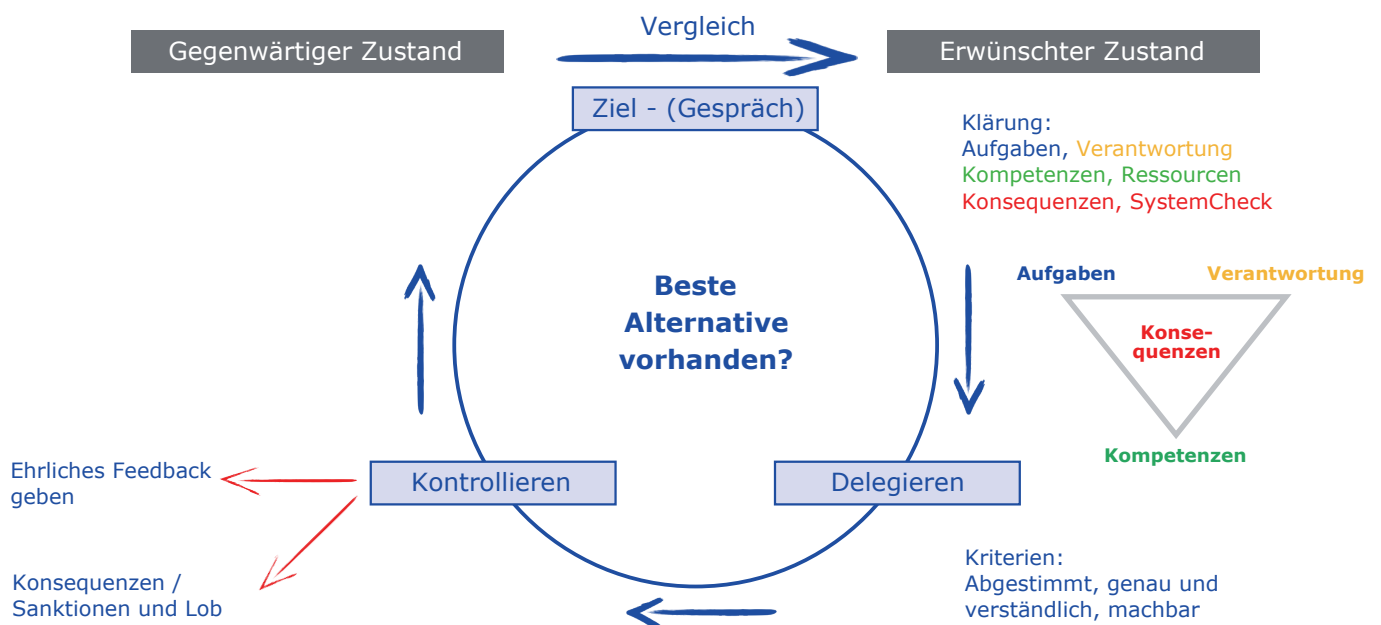 Vergleich
Gegenwärtiger Zustand
Erwünschter Zustand
Ziel - (Gespräch)
Klärung:
Aufgaben, Verantwortung
Kompetenzen, Ressourcen
Konsequenzen, SystemCheck
Aufgaben
Verantwortung
Konse-
quenzen
Kompetenzen
Beste
Alternative
vorhanden?
Delegieren
Kriterien:
Abgestimmt, genau und
verständlich, machbar
Kontrollieren
Ehrliches Feedback
geben
Konsequenzen /
Sanktionen und Lob